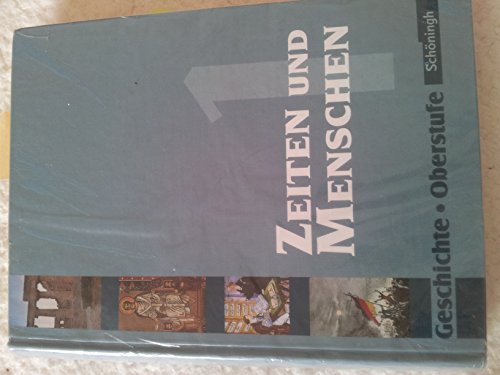 1
ZEITEN UND
MENSCHEN
Geschichte • Oberstufe
Schöningh